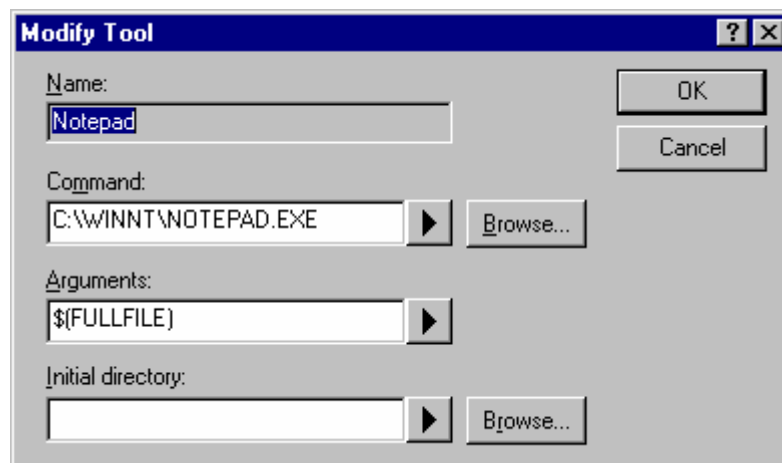 Modify Tool
Name:
OK
Notepad
Cancel
Command:
C:\WINNT\NOTEPAD.EXE
Browse...
Arguments:
$(FULLFILE)
Initial directory:
Browse...